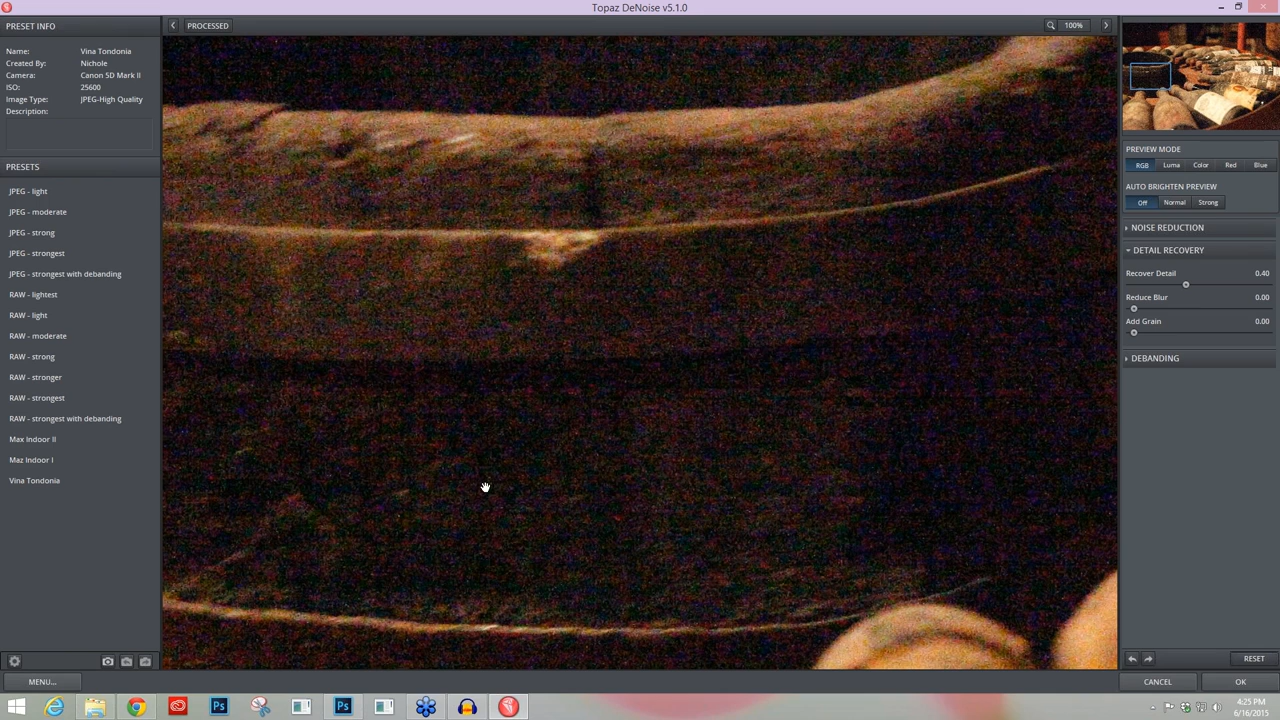 Topaz DeNoise v5.1.0
PRESET INFO
Name: Vina Tondonia
Created By: Nichole
Camera: Canon 5D Mark II
ISO: 25600
Image Type: JPEG-High Quality
Description:
PRESETS
JPEG - light
JPEG - moderate
JPEG - strong
JPEG - strongest
JPEG - strongest with debanding
RAW - lightest
RAW - light
RAW - moderate
RAW - strong
RAW - stronger
RAW - strongest
RAW - strongest with debanding
Max Indoor II
Maz Indoor I
Vina Tondonia
MENU...
PROCESSED
100%
PREVIEW MODE
RGB Luma Color Red Blue
AUTO BRIGHTEN PREVIEW
Off Normal Strong
NOISE REDUCTION
DETAIL RECOVERY
Recover Detail 0.40
Reduce Blur 0.00
Add Grain 0.00
DEBANDING
RESET
CANCEL OK
Ps Ps
4:25 PM
6/16/2015